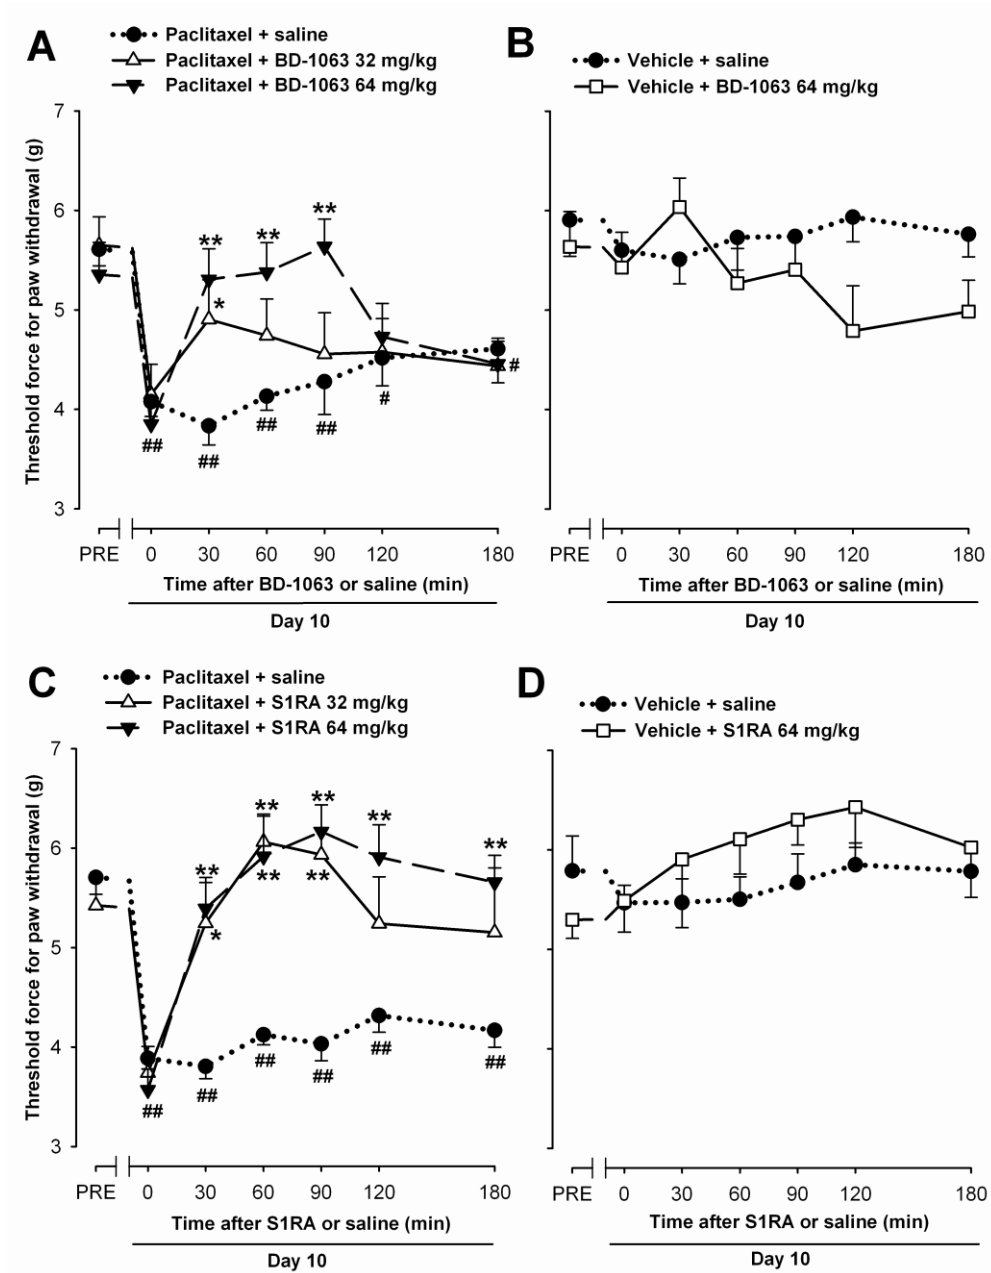 A
Paclitaxel + saline
Paclitaxel + BD-1063 32 mg/kg
Paclitaxel + BD-1063 64 mg/kg
Threshold force for paw withdrawal (g)
7
6
5
4
3
** ** **
*
## ## ## ## # #
PRE 0 30 60 90 120 180
Time after BD-1063 or saline (min)
Day 10
B
Vehicle + saline
Vehicle + BD-1063 64 mg/kg
PRE 0 30 60 90 120 180
Time after BD-1063 or saline (min)
Day 10
C
Paclitaxel + saline
Paclitaxel + S1RA 32 mg/kg
Paclitaxel + S1RA 64 mg/kg
Threshold force for paw withdrawal (g)
7
6
5
4
3
** ** ** ** **
* ** **
## ## ## ## ## ##
PRE 0 30 60 90 120 180
Time after S1RA or saline (min)
Day 10
D
Vehicle + saline
Vehicle + S1RA 64 mg/kg
PRE 0 30 60 90 120 180
Time after S1RA or saline (min)
Day 10